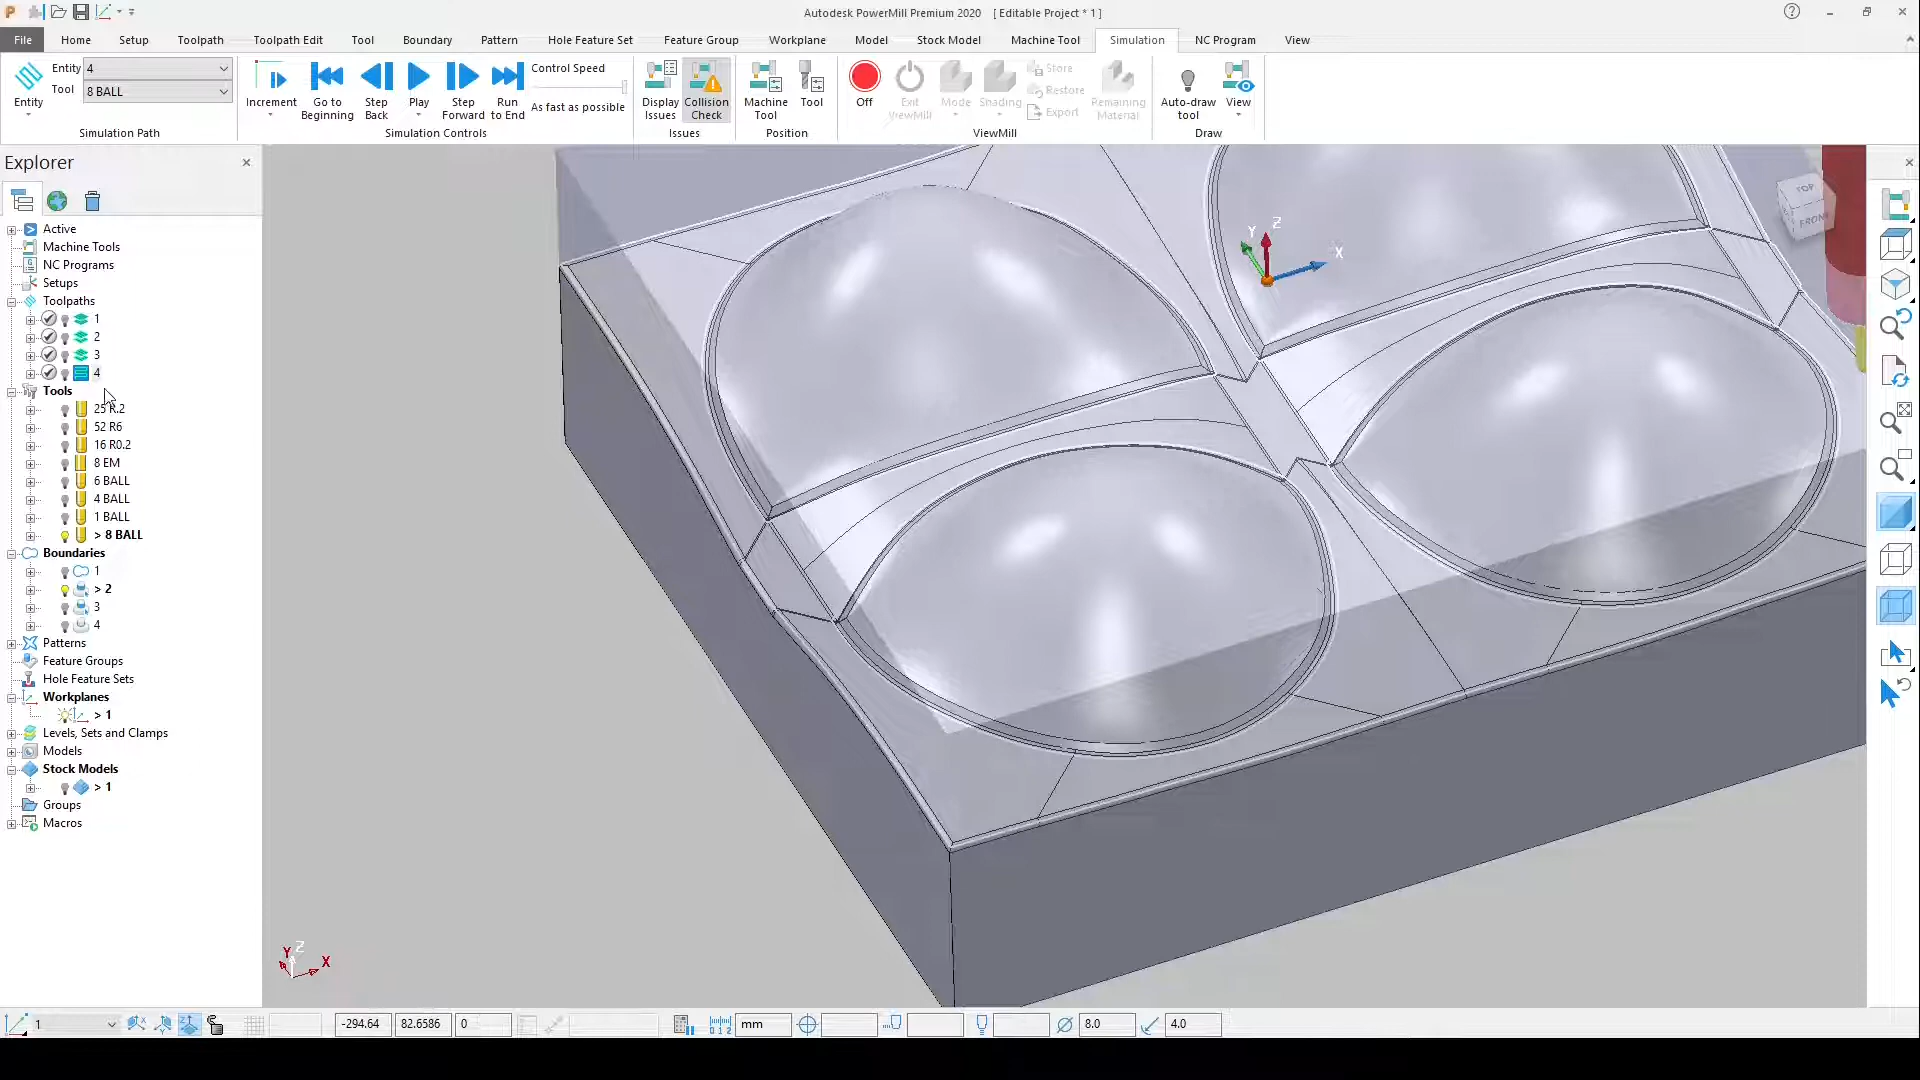 Autodesk PowerMill Premium 2020 [ Editable Project * 1 ]
File Home Setup Toolpath Toolpath Edit Tool Boundary Pattern Hole Feature Set Feature Group Workplane Model Stock Model Machine Tool Simulation NC Program View
Entity
Entity 4
Tool 8 BALL
Simulation Path
Increment
Go to Beginning
Step Back
Play
Step Forward
Run to End
Control Speed
As fast as possible
Simulation Controls
Display Issues
Collision Check
Issues
Machine Tool
Tool
Position
Off
Exit ViewMill
Mode
Shading
Store
Restore
Export
Remaining Material
ViewMill
Auto-draw tool
View
Draw
Explorer
Active
Machine Tools
NC Programs
Setups
Toolpaths
1
2
3
4
Tools
52 R6
16 R0.2
8 EM
6 BALL
4 BALL
1 BALL
> 8 BALL
Boundaries
1
> 2
3
4
Patterns
Feature Groups
Hole Feature Sets
Workplanes
> 1
Levels, Sets and Clamps
Models
Stock Models
> 1
Groups
Macros
Y Z X
TOP
FRONT
Y Z X
1
-294.64 82.6586 0
mm
8.0
4.0